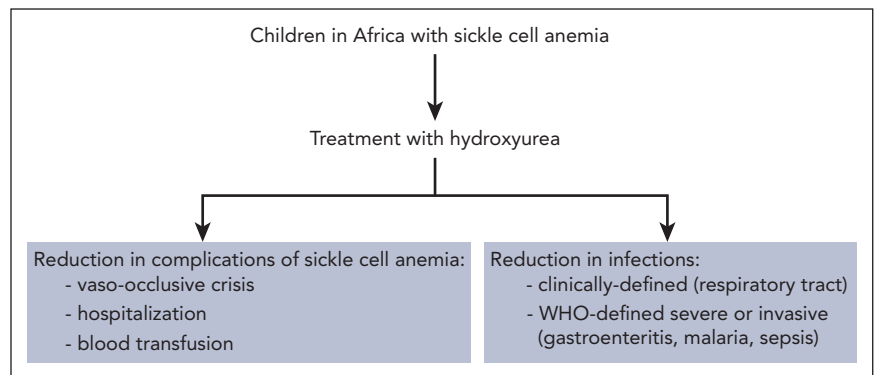 Children in Africa with sickle cell anemia
Treatment with hydroxyurea
Reduction in complications of sickle cell anemia:
- vaso-occlusive crisis
- hospitalization
- blood transfusion
Reduction in infections:
- clinically-defined (respiratory tract)
- WHO-defined severe or invasive
(gastroenteritis, malaria, sepsis)